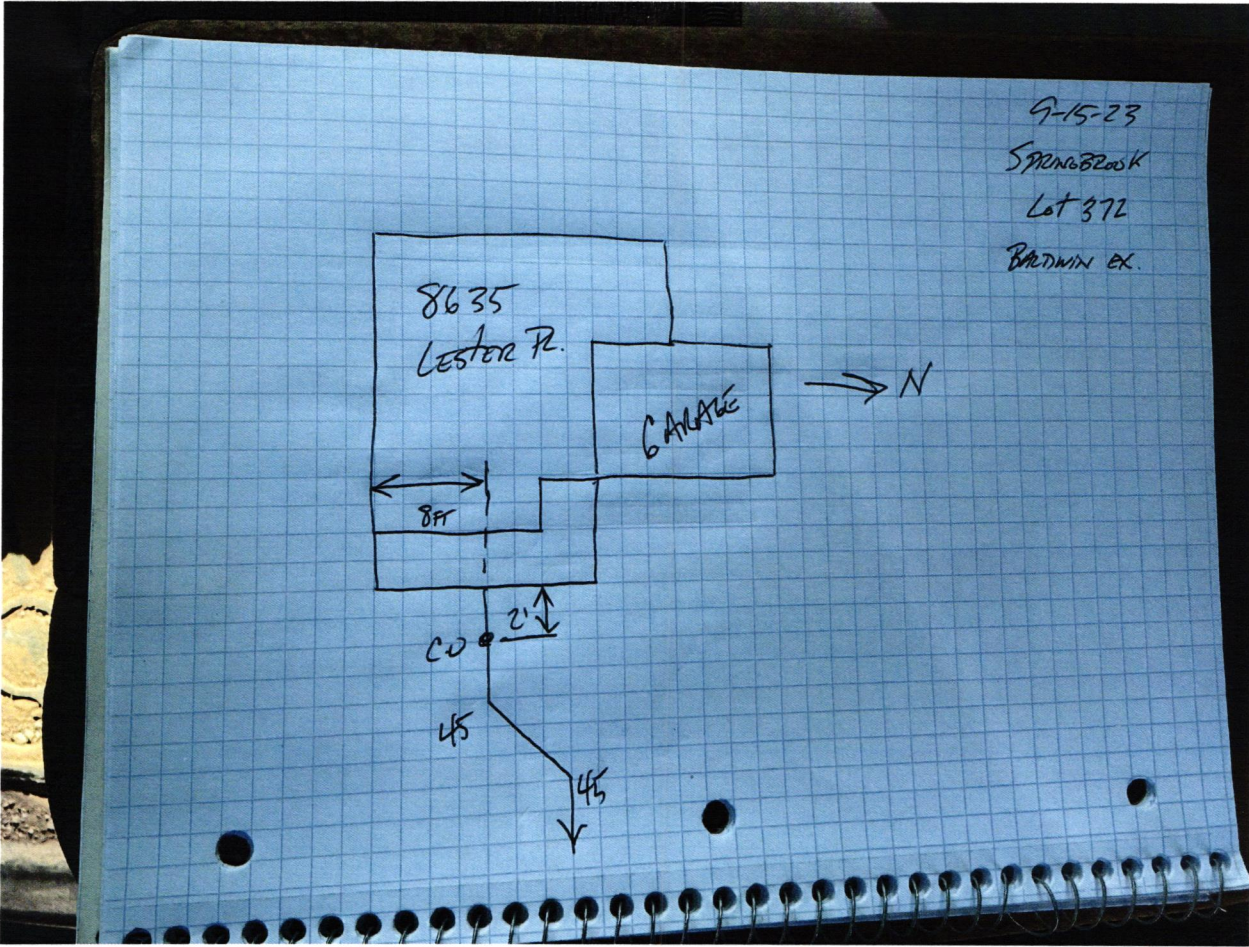 9-15-23
SPRINGBROOK
Lot 372
BALDWIN EX.
8635
LESTER PL.
GARAGE
N
8FT
2'
CO
45
45